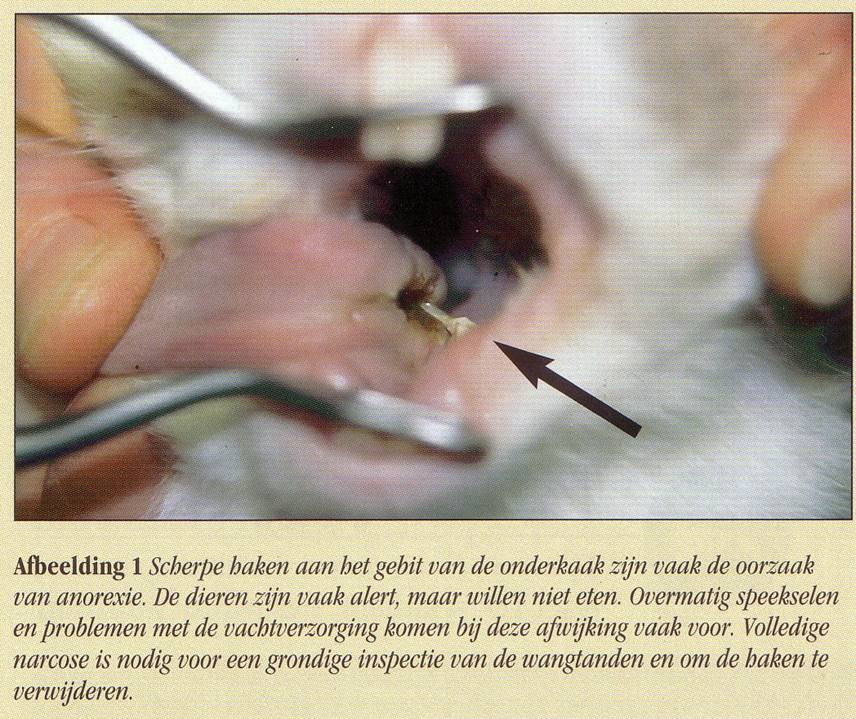 Afbeelding 1 Scherpe haken aan het gebit van de onderkaak zijn vaak de oorzaak
van anorexie. De dieren zijn vaak alert, maar willen niet eten. Overmatig speekselen
en problemen met de vachtverzorging komen bij deze afwijking vaak voor. Volledige
narcose is nodig voor een grondige inspectie van de wangtanden en om de haken te
verwijderen.